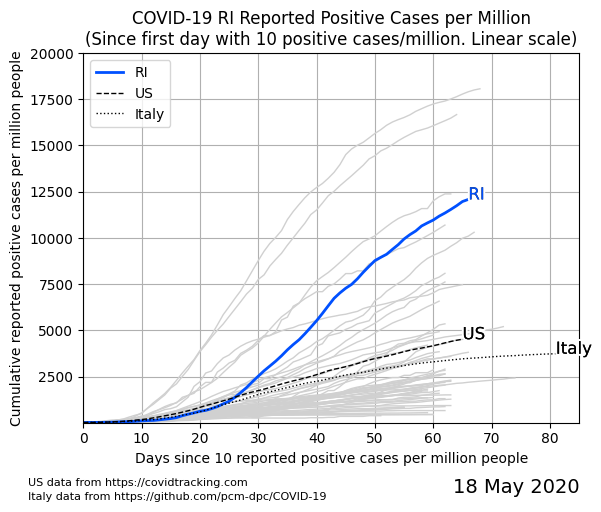 COVID-19 RI Reported Positive Cases per Million
(Since first day with 10 positive cases/million. Linear scale)
Cumulative reported positive cases per million people
20000
17500
15000
12500
10000
7500
5000
2500
RI
US
Italy
RI
US
Italy
0 10 20 30 40 50 60 70 80
Days since 10 reported positive cases per million people
US data from https://covidtracking.com
Italy data from https://github.com/pcm-dpc/COVID-19
18 May 2020